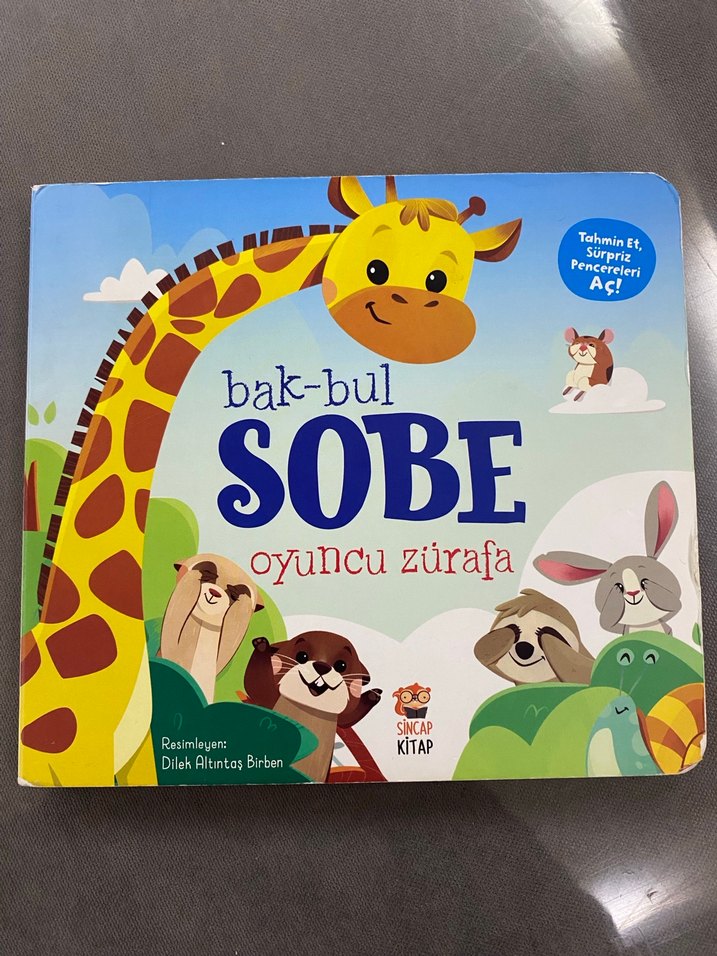 Tahmin Et,
Sürpriz
Pencereleri
Aç!
bak-bul
SOBE
oyuncu zürafa
SİNCAP
KİTAP
Resimleyen:
Dilek Altıntaş Birben